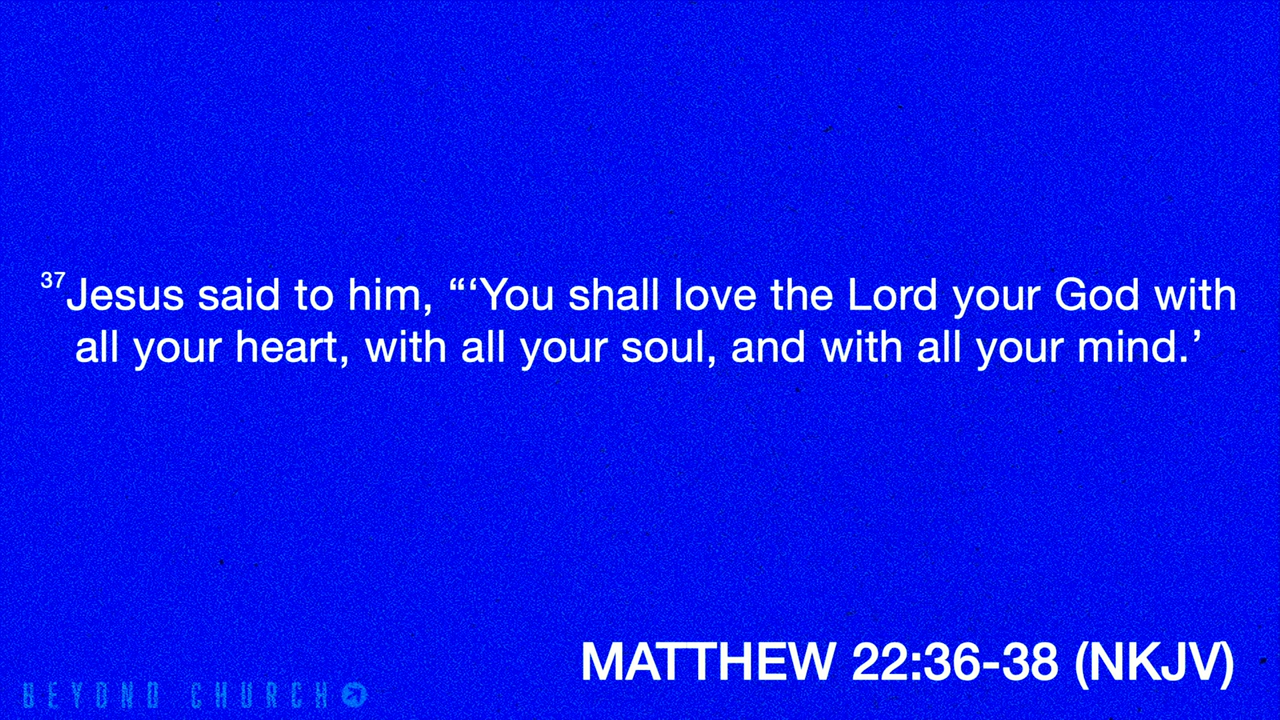 37Jesus said to him, “‘You shall love the Lord your God with
all your heart, with all your soul, and with all your mind.’
MATTHEW 22:36-38 (NKJV)
BEYOND CHURCH